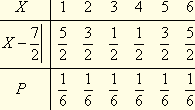 X 1 2 3 4 5 6
|X − 7/2| 5/2 3/2 1/2 1/2 3/2 5/2
P 1/6 1/6 1/6 1/6 1/6 1/6